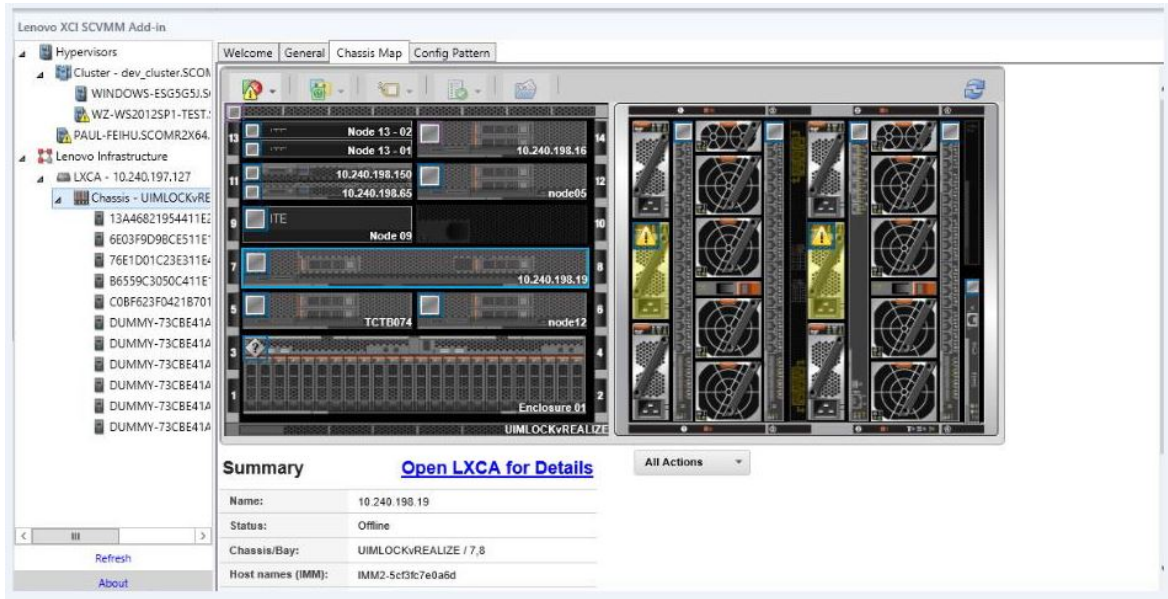 Lenovo XCI SCVMM Add-in
Hypervisors
Cluster - dev_cluster.SCOM
WINDOWS-ESG5G5J.S
WZ-WS2012SP1-TEST.
PAUL-FEIHU.SCOMR2X64.
Lenovo Infrastructure
LXCA - 10.240.197.127
Chassis - UIMLOCKvRE
13A46821954411E2
6E03F9D9BCE511E
76E1D01C23E311E4
B6559C3050C411E
C0BF623F0421B701
DUMMY-73CBE41A
DUMMY-73CBE41A
DUMMY-73CBE41A
DUMMY-73CBE41A
DUMMY-73CBE41A
DUMMY-73CBE41A
Refresh
About
Welcome General Chassis Map Config Pattern
13 Node 13 - 02 14
Node 13 - 01 10.240.198.16
11 10.240.198.150 12
10.240.198.65 node05
9 ITE 10
Node 09
7 8
10.240.198.19
5 6
TCTB074 node12
3 4
1 2
Enclosure 01
UIMLOCKvREALIZE
Summary Open LXCA for Details All Actions
Name: 10.240.198.19
Status: Offline
Chassis/Bay: UIMLOCKvREALIZE / 7,8
Host names (IMM): IMM2-5cf3fc7e0a6d